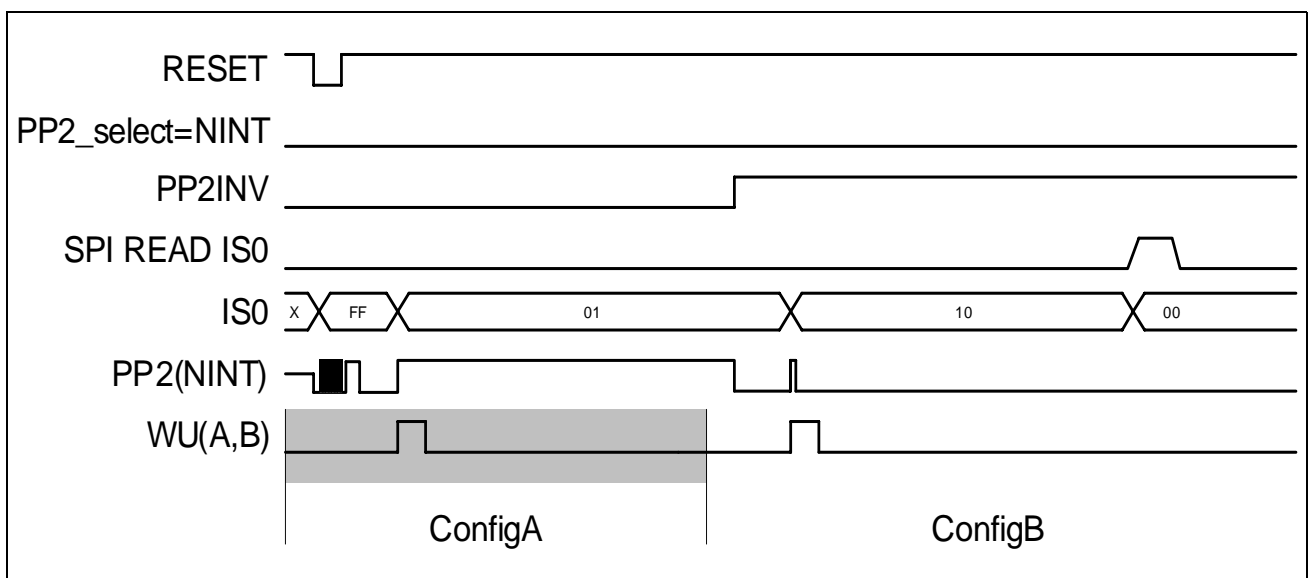 RESET
PP2_select=NINT
PP2INV
SPI READ IS0
IS0 X FF 01 10 00
PP2(NINT)
WU(A,B)
ConfigA ConfigB